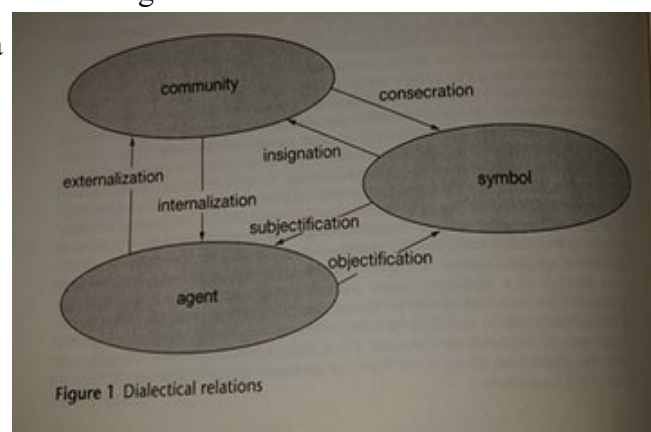 community
consecration
insignation
externalization
symbol
internalization
subjectification
objectification
agent
Figure 1 Dialectical relations